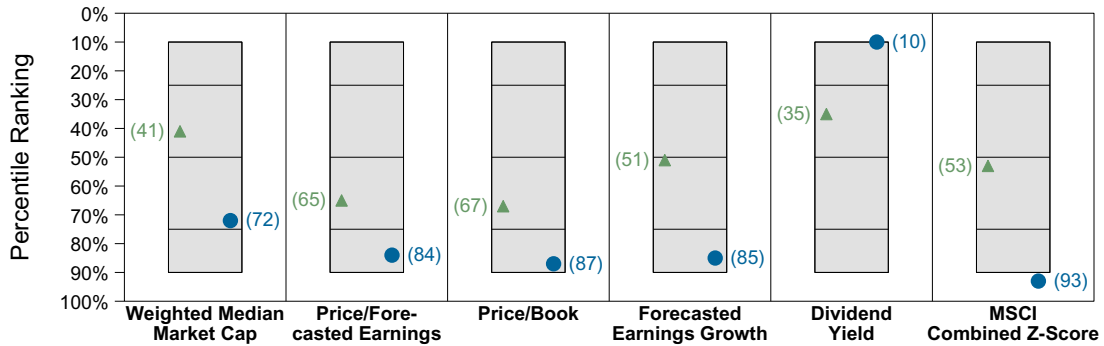 Percentile Ranking
0%
10%
20%
30%
40%
50%
60%
70%
80%
90%
100%
(41)
(72)
(65)
(84)
(67)
(87)
(51)
(85)
(10)
(35)
(53)
(93)
Weighted Median
Market Cap
Price/Fore-
casted Earnings
Price/Book
Forecasted
Earnings Growth
Dividend
Yield
MSCI
Combined Z-Score